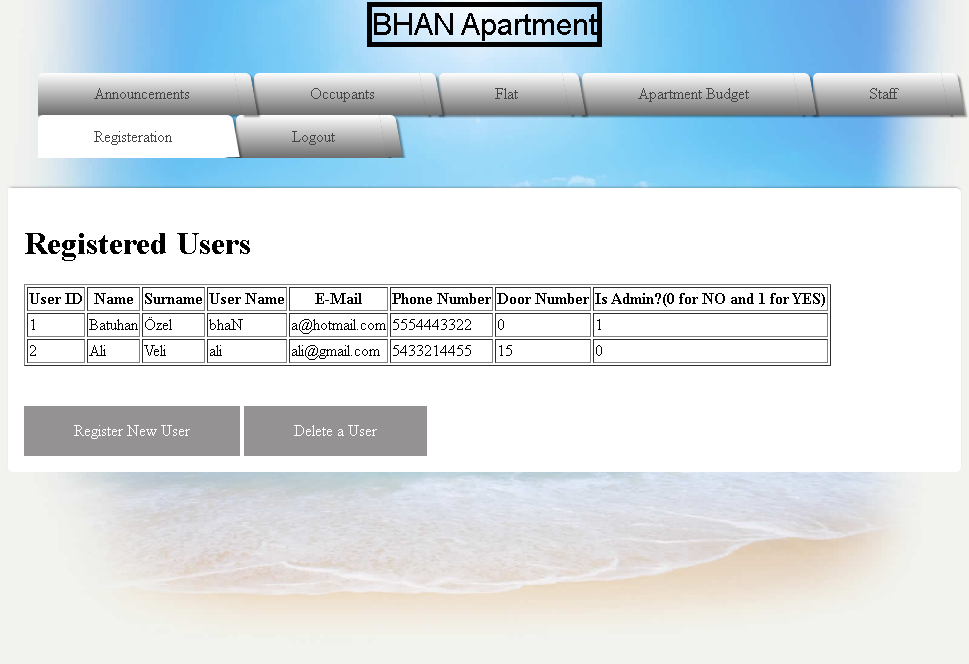 BHAN Apartment
Announcements Occupants Flat Apartment Budget Staff
Registeration Logout
Registered Users
User ID Name Surname User Name E-Mail Phone Number Door Number Is Admin?(0 for NO and 1 for YES)
1 Batuhan Özel bhaN a@hotmail.com 5554443322 0 1
2 Ali Veli ali ali@gmail.com 5433214455 15 0
Register New User Delete a User